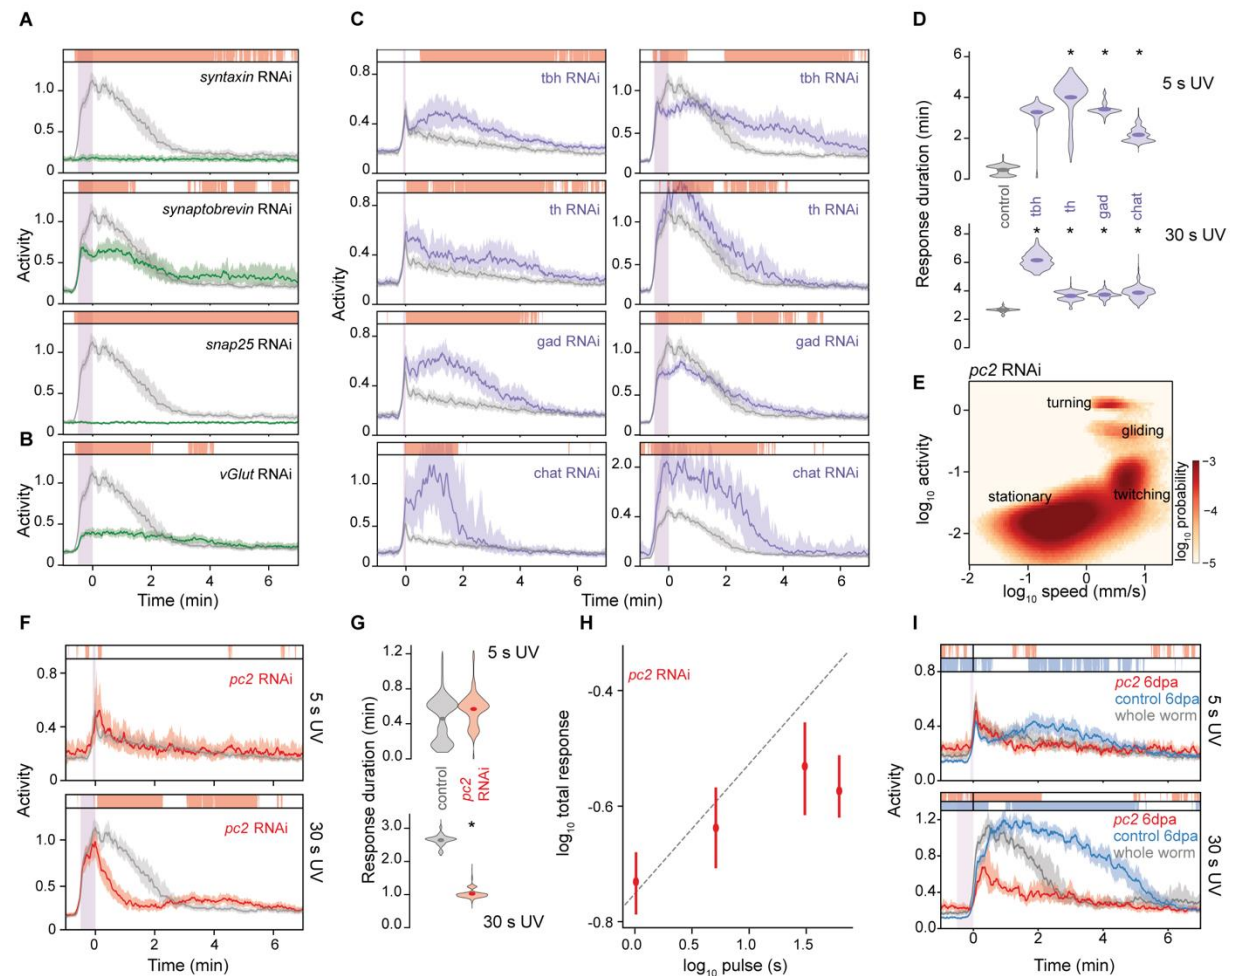 A
C
D
syntaxin RNAi
1.0
0.5
0
synaptobrevin RNAi
1.0
0.5
0
Activity
snap25 RNAi
1.0
0.5
0
B
vGlut RNAi
1.0
0.5
0
Activity
0 2 4 6
Time (min)
tbh RNAi
0.8
0.4
0
tbh RNAi
1.0
0.5
0
th RNAi
0.8
0.4
0
th RNAi
1.0
0
Activity
gad RNAi
0.8
0.4
0
gad RNAi
1.0
0.5
0
chat RNAi
1.0
0.5
0
chat RNAi
2.0
0.4
0
0 2 4 6
0 2 4 6
Time (min)
6
4
2
0
* * *
5 s UV
Response duration (min)
control
tbh
th
gad
chat
* * * *
30 s UV
8
6
4
2
0
E
pc2 RNAi
turning
gliding
stationary
twitching
0
-1
-2
log10 activity
-2 -1 0 1
log10 speed (mm/s)
−3
−4
−5
log10 probability
F
0.8
0.4
0
pc2 RNAi
5 s UV
Activity
1.0
0.5
0
pc2 RNAi
30 s UV
0 2 4 6
Time (min)
G
1.2
0.8
0.4
0.0
5 s UV
Response duration (min)
control
pc2
RNAi
3.0
2.0
1.0
0.0
*
30 s UV
H
pc2 RNAi
-0.4
-0.6
-0.8
log10 total response
0.0 0.5 1.0 1.5
log10 pulse (s)
I
0.8
0.4
0.0
pc2 6dpa
control 6dpa
whole worm
5 s UV
Activity
1.2
0.8
0.4
0.0
pc2 6dpa
control 6dpa
whole worm
30 s UV
0 2 4 6
Time (min)